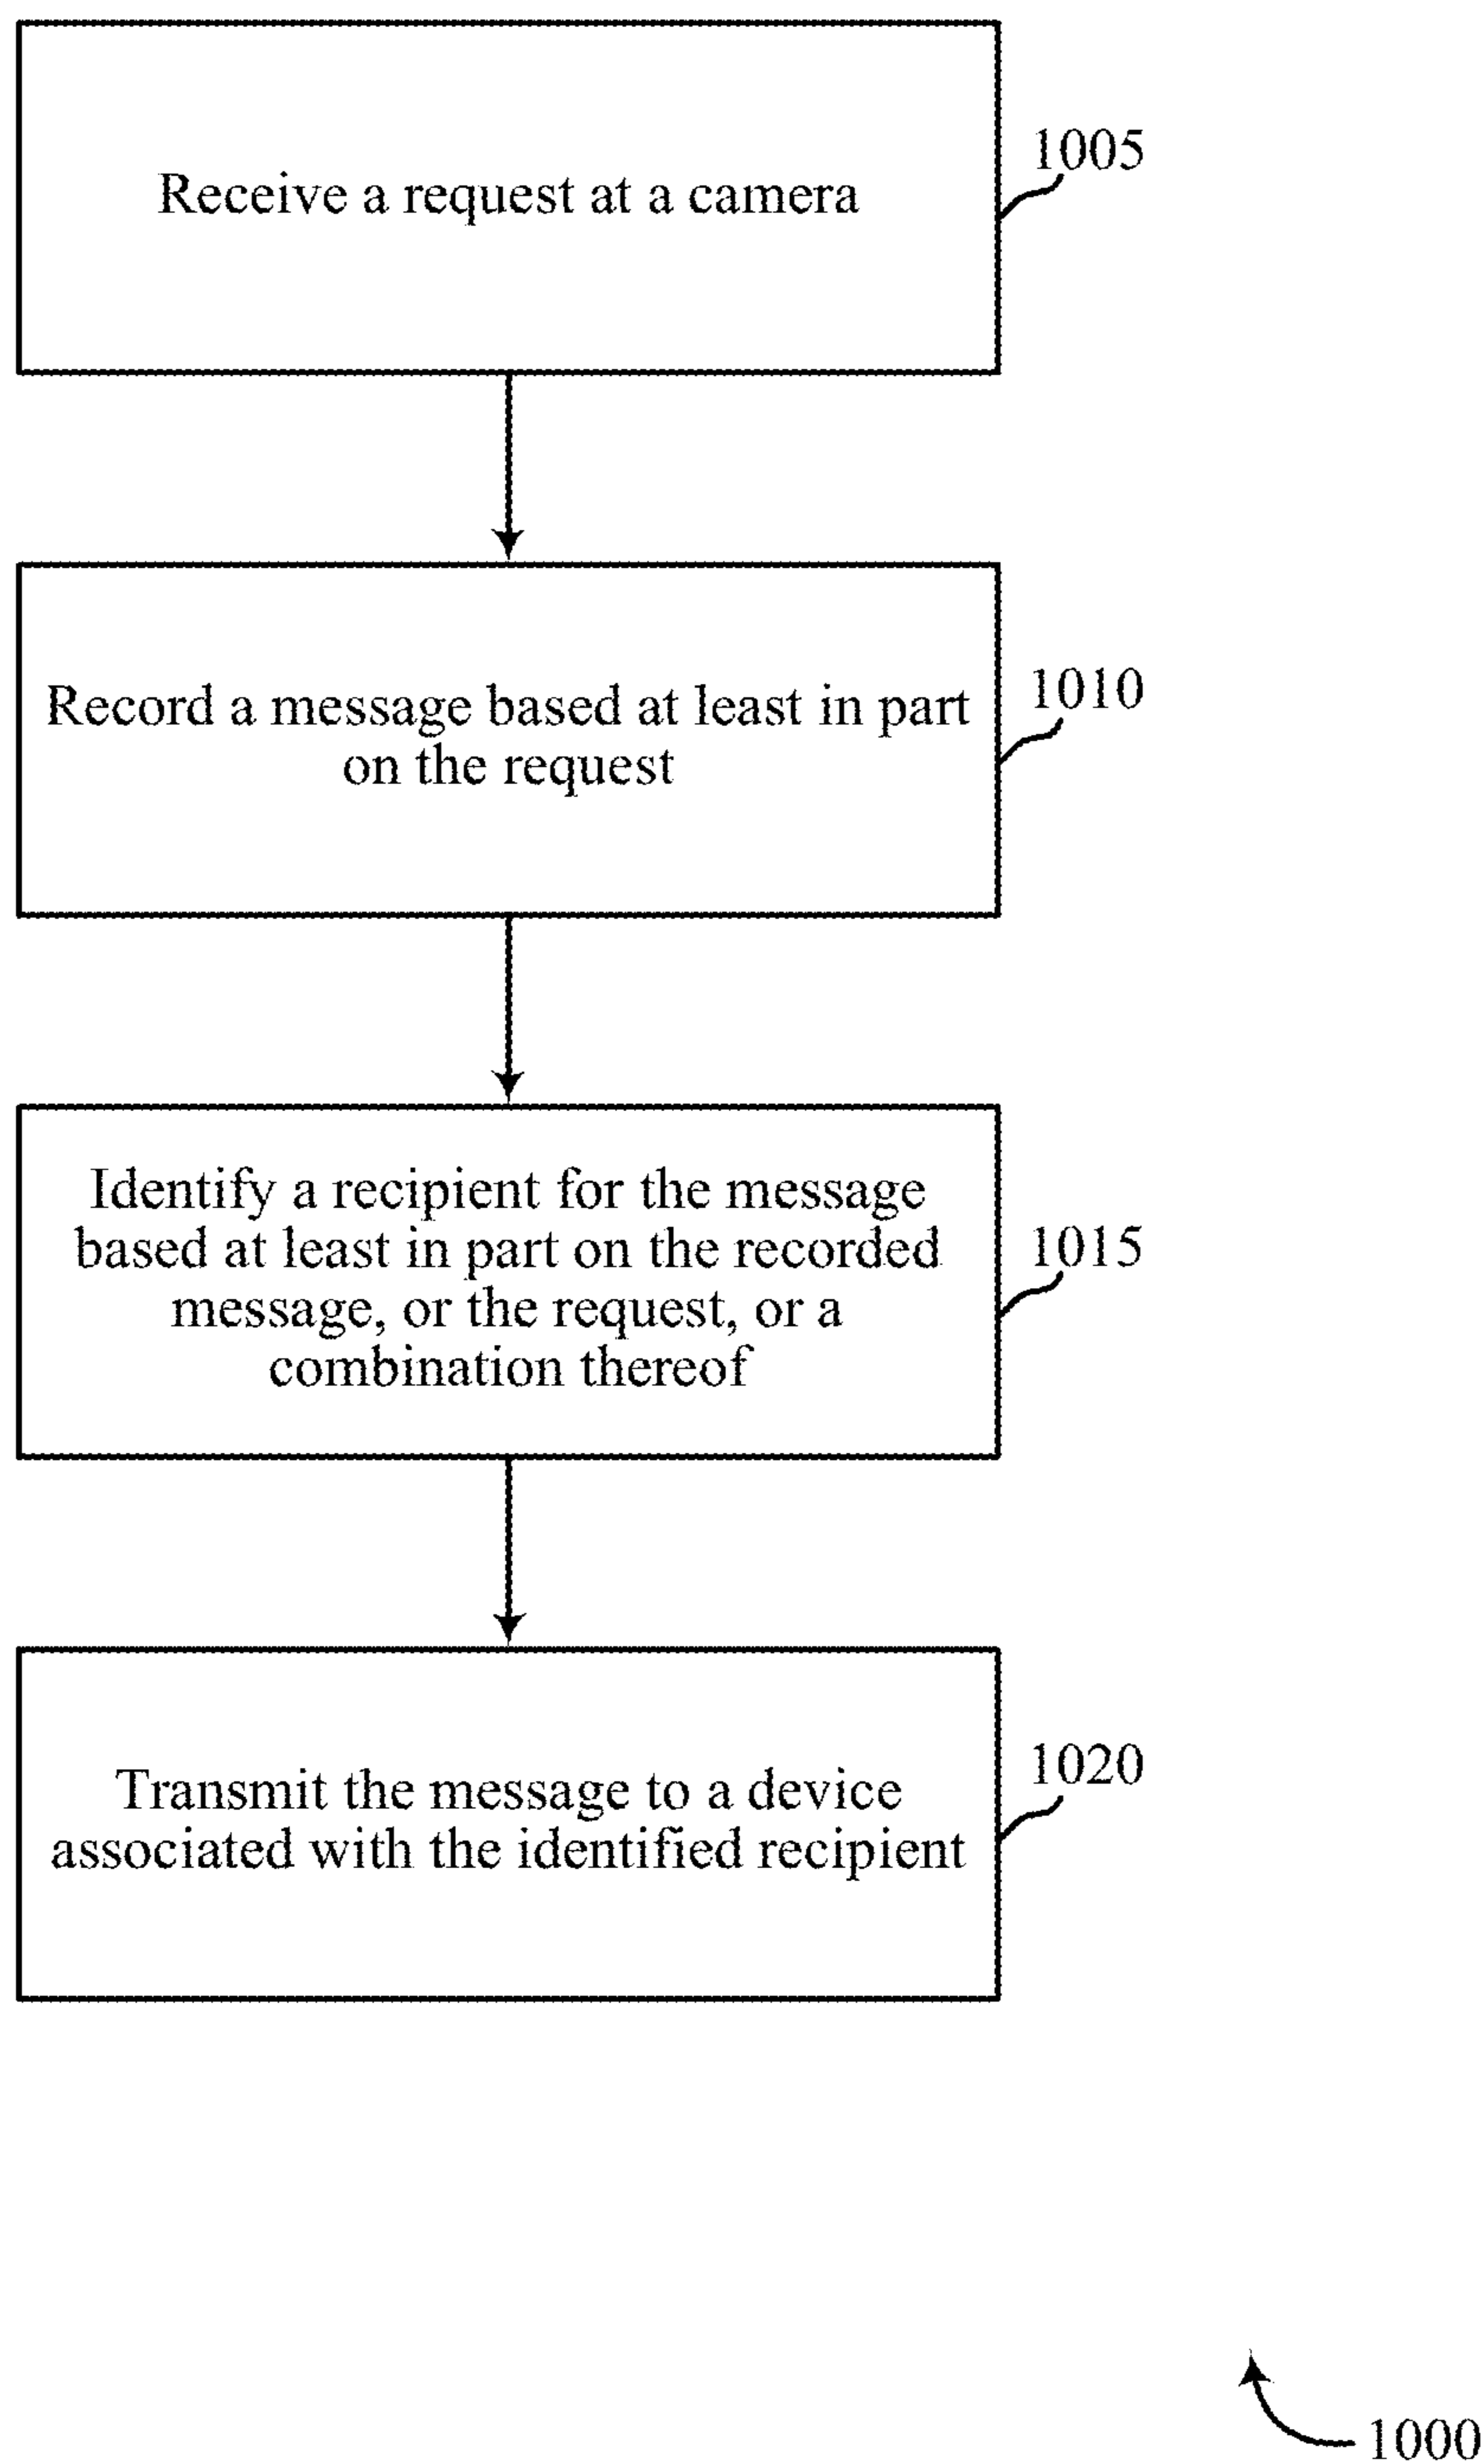 Receive a request at a camera
1005
Record a message based at least in part
on the request
1010
Identify a recipient for the message
based at least in part on the recorded
message, or the request, or a
combination thereof
1015
Transmit the message to a device
associated with the identified recipient
1020
1000